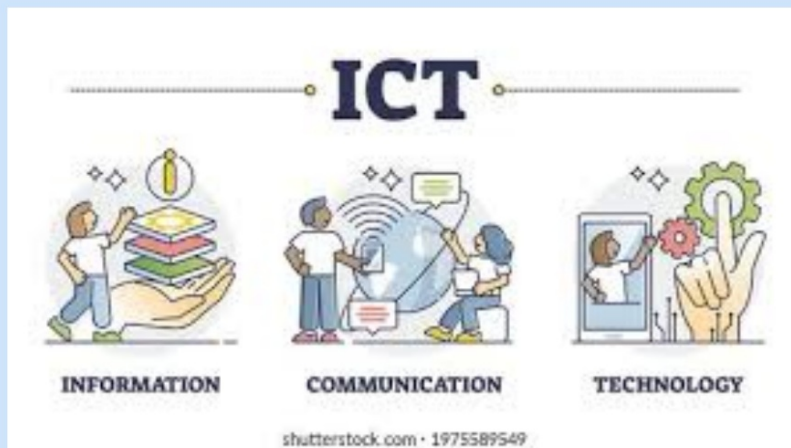 ICT
INFORMATION
COMMUNICATION
TECHNOLOGY
shutterstock.com · 1975589549